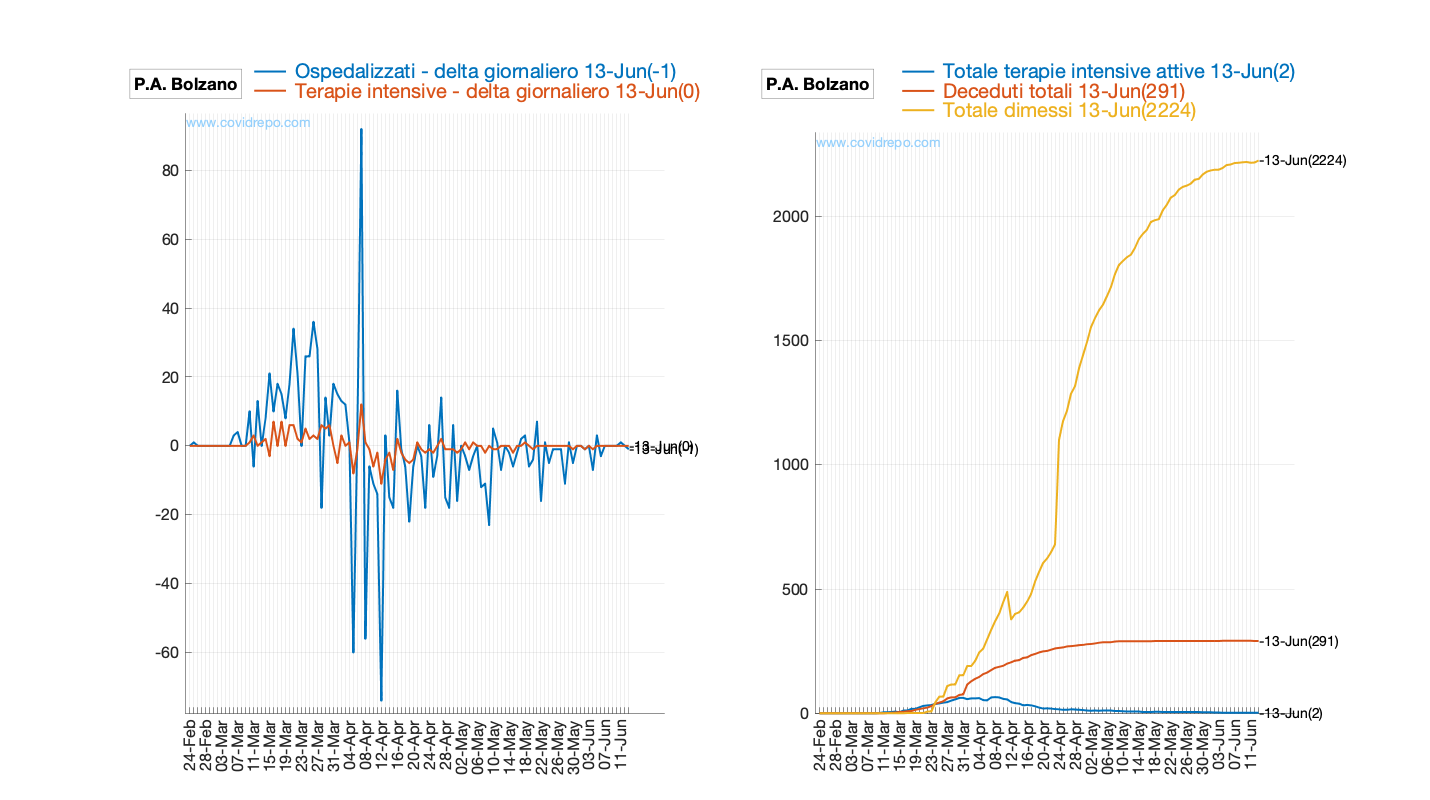 P.A. Bolzano
Ospedalizzati - delta giornaliero 13-Jun(-1)
Terapie intensive - delta giornaliero 13-Jun(0)
www.covidrepo.com
80
60
40
20
0
-20
-40
-60
-13-Jun(0)
-13-Jun(-1)
24-Feb
28-Feb
03-Mar
07-Mar
11-Mar
15-Mar
19-Mar
23-Mar
27-Mar
31-Mar
04-Apr
08-Apr
12-Apr
16-Apr
20-Apr
24-Apr
28-Apr
02-May
06-May
10-May
14-May
18-May
22-May
26-May
30-May
03-Jun
07-Jun
11-Jun
P.A. Bolzano
Totale terapie intensive attive 13-Jun(2)
Deceduti totali 13-Jun(291)
Totale dimessi 13-Jun(2224)
www.covidrepo.com
2000
1500
1000
500
0
-13-Jun(2224)
-13-Jun(291)
-13-Jun(2)
24-Feb
28-Feb
03-Mar
07-Mar
11-Mar
15-Mar
19-Mar
23-Mar
27-Mar
31-Mar
04-Apr
08-Apr
12-Apr
16-Apr
20-Apr
24-Apr
28-Apr
02-May
06-May
10-May
14-May
18-May
22-May
26-May
30-May
03-Jun
07-Jun
11-Jun